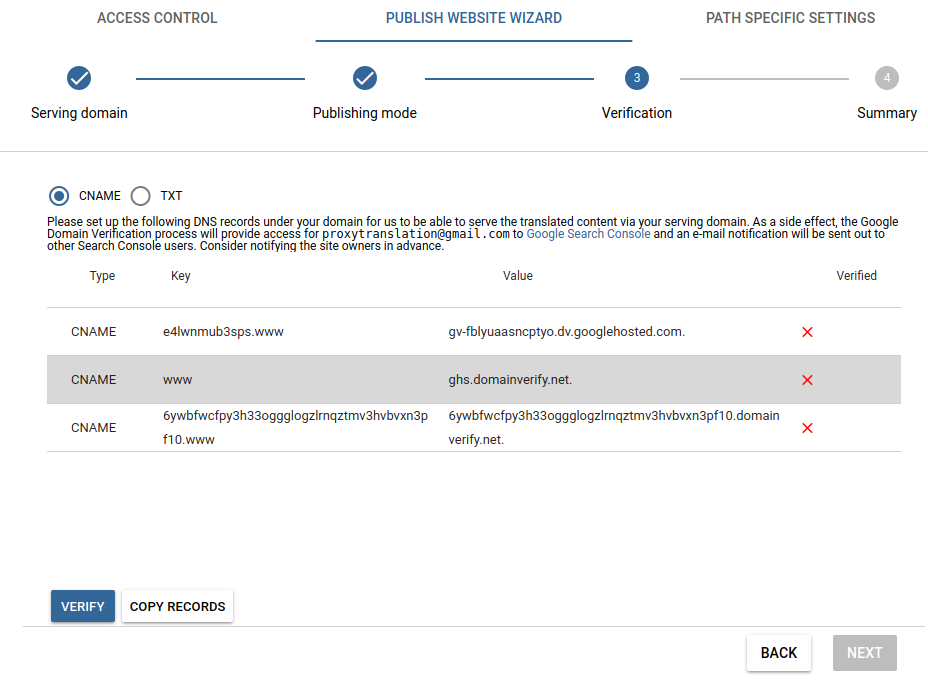 ACCESS CONTROL PUBLISH WEBSITE WIZARD PATH SPECIFIC SETTINGS
3 4
Serving domain Publishing mode Verification Summary
CNAME TXT
Please set up the following DNS records under your domain for us to be able to serve the translated content via your serving domain. As a side effect, the Google
Domain Verification process will provide access for proxytranslation@gmail.com to Google Search Console and an e-mail notification will be sent out to
other Search Console users. Consider notifying the site owners in advance.
Type Key Value Verified
CNAME e4lwnmub3sps.www gv-fblyuaasncptyo.dv.googlehosted.com.
CNAME www ghs.domainverify.net.
CNAME 6ywbfwcfpy3h33oggglogzlrnqztmv3hvbvxn3p 6ywbfwcfpy3h33oggglogzlrnqztmv3hvbvxn3pf10.domain
f10.www verify.net.
VERIFY COPY RECORDS
BACK NEXT